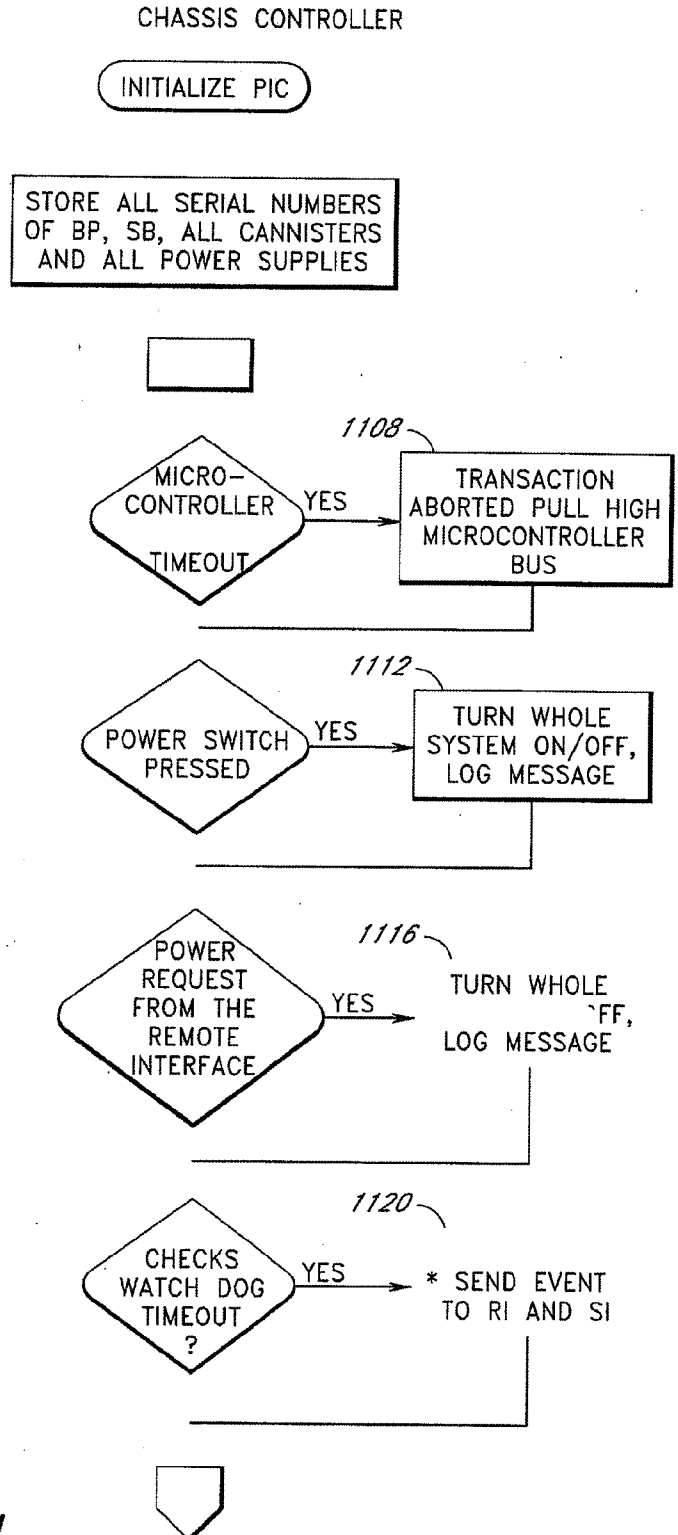 CHASSIS CONTROLLER
INITIALIZE PIC
STORE ALL SERIAL NUMBERS
OF BP, SB, ALL CANNISTERS
AND ALL POWER SUPPLIES
1108
MICRO-
CONTROLLER
TIMEOUT
YES
TRANSACTION
ABORTED PULL HIGH
MICROCONTROLLER
BUS
1112
POWER SWITCH
PRESSED
YES
TURN WHOLE
SYSTEM ON/OFF,
LOG MESSAGE
1116
POWER
REQUEST
FROM THE
REMOTE
INTERFACE
YES
TURN WHOLE
FF,
LOG MESSAGE
1120
CHECKS
WATCH DOG
TIMEOUT
?
YES
* SEND EVENT
TO RI AND SI